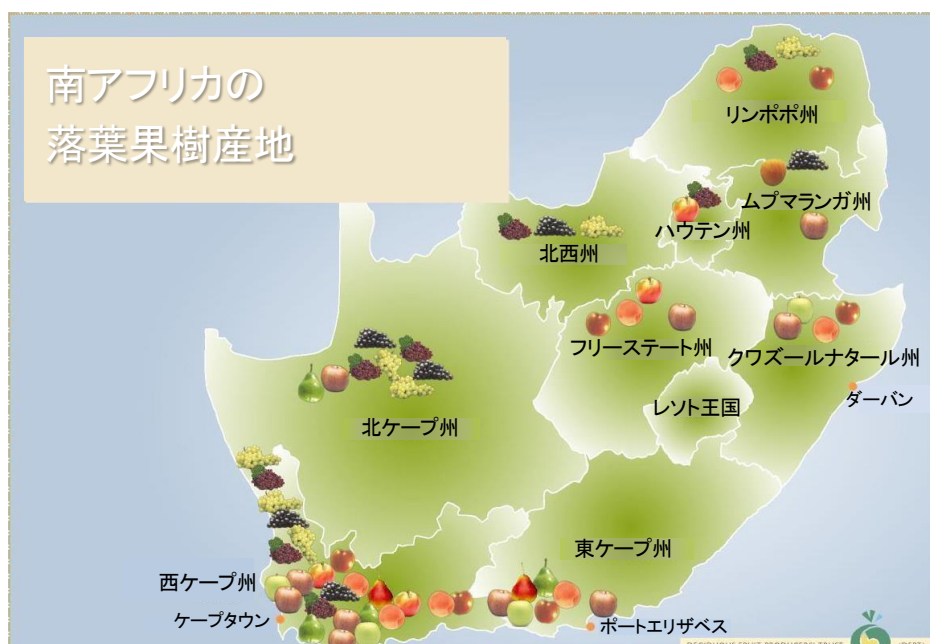 南アフリカの
落葉果樹産地
リンポポ州
ムプマランガ州
ハウテン州
北西州
フリーステート州
クワズールナタール州
ダーバン
レソト王国
北ケープ州
東ケープ州
西ケープ州
ケープタウン
ポートエリザベス
DECIDUOUS FRUIT PRODUCERS' TRUST